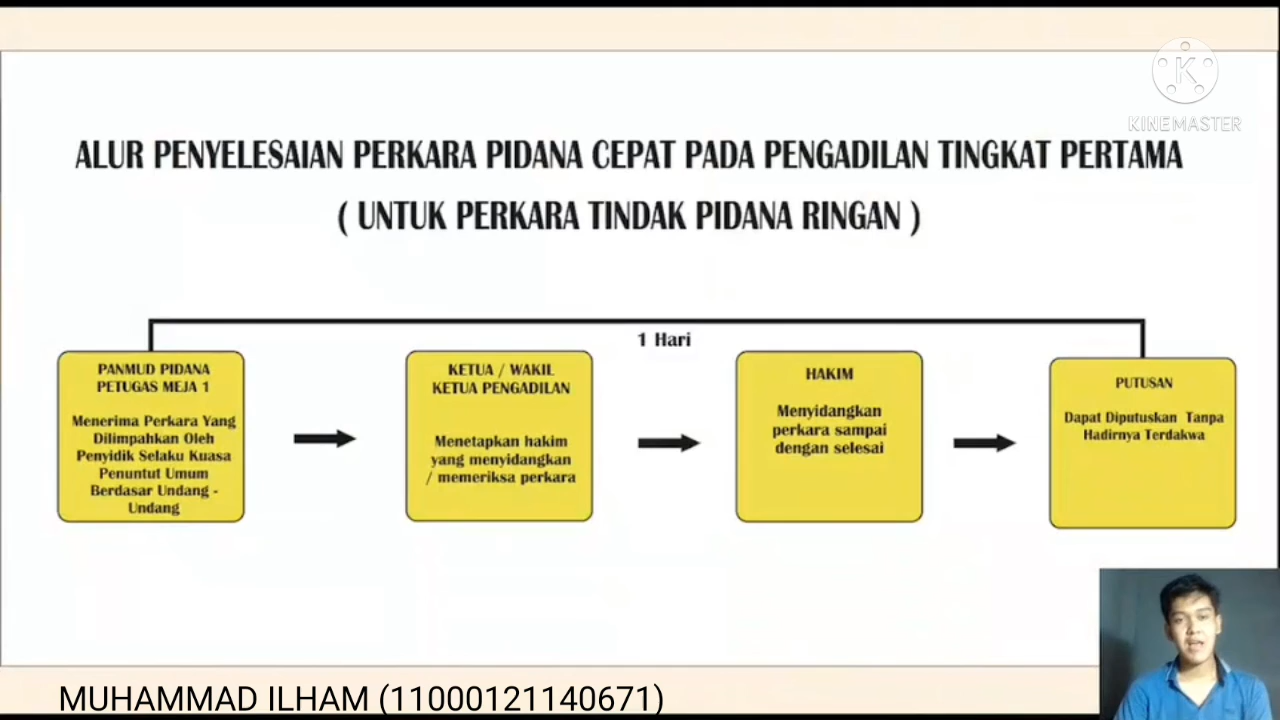 KINEMASTER
ALUR PENYELESAIAN PERKARA PIDANA CEPAT PADA PENGADILAN TINGKAT PERTAMA
( UNTUK PERKARA TINDAK PIDANA RINGAN )
1 Hari
PANMUD PIDANA
PETUGAS MEJA 1
Menerima Perkara Yang
Dilimpahkan Oleh
Penyidik Selaku Kuasa
Penuntut Umum
Berdasar Undang -
Undang
KETUA / WAKIL
KETUA PENGADILAN
Menetapkan hakim
yang menyidangkan
/ memeriksa perkara
HAKIM
Menyidangkan
perkara sampai
dengan selesai
PUTUSAN
Dapat Diputuskan Tanpa
Hadirnya Terdakwa
MUHAMMAD ILHAM (11000121140671)